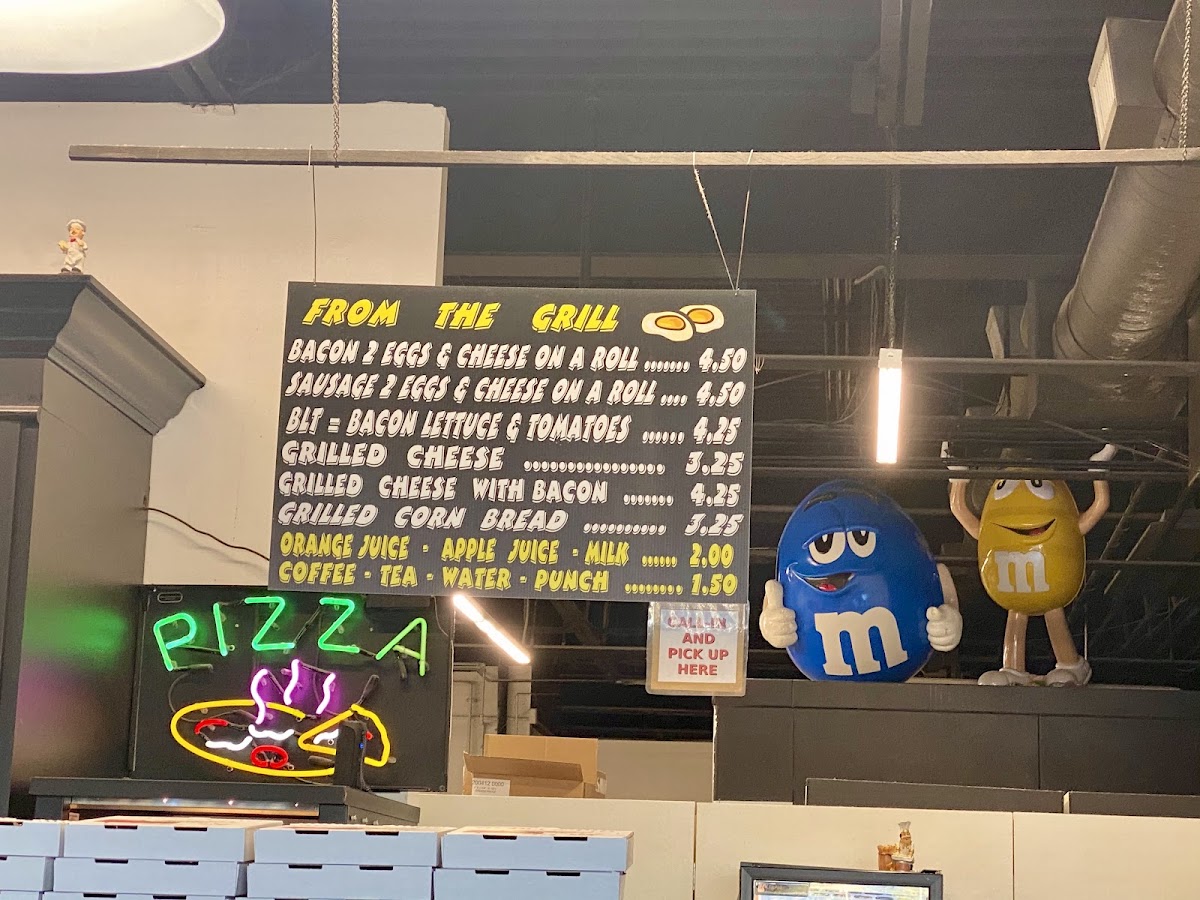 FROM THE GRILL
BACON 2 EGGS & CHEESE ON A ROLL ....... 4.50
SAUSAGE 2 EGGS & CHEESE ON A ROLL .... 4.50
BLT = BACON LETTUCE & TOMATOES ...... 4.25
GRILLED CHEESE ................ 3.25
GRILLED CHEESE WITH BACON ....... 4.25
GRILLED CORN BREAD .......... 3.25
ORANGE JUICE - APPLE JUICE - MILK ...... 2.00
COFFEE - TEA - WATER - PUNCH ........ 1.50
CALL-IN
AND
PICK UP
HERE
PIZZA
m
m